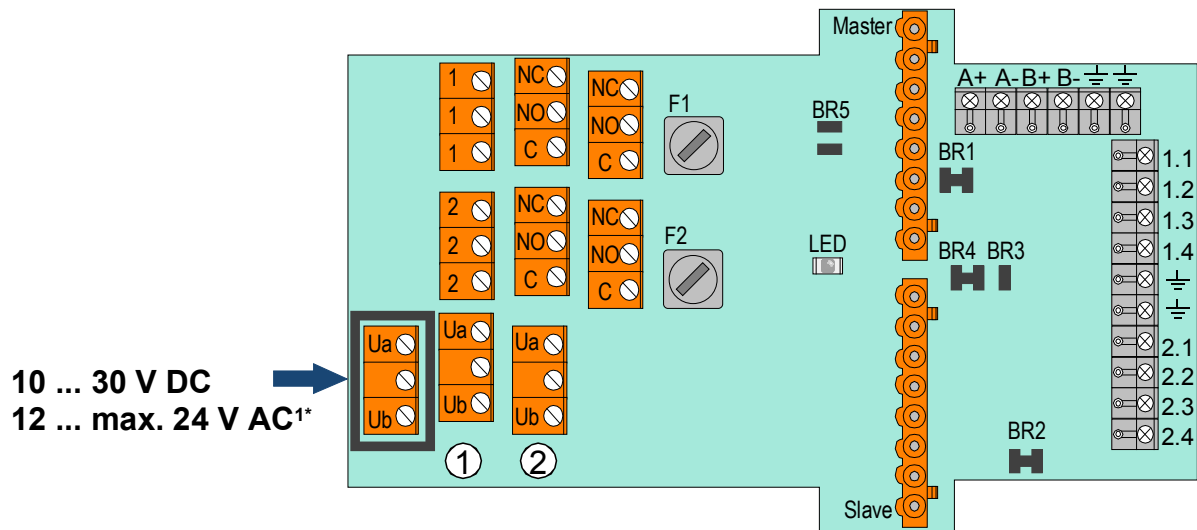 Master
A+ A- B+ B- ⏚ ⏚
1
1
1
NC
NO
C
NC
NO
C
F1
BR5
BR1
1.1
1.2
1.3
1.4
⏚
⏚
2.1
2.2
2.3
2.4
2
2
2
NC
NO
C
NC
NO
C
F2
LED
BR4 BR3
Ua
Ub
Ua
Ub
Ua
Ub
10 ... 30 V DC
12 ... max. 24 V AC¹*
① ②
BR2
Slave